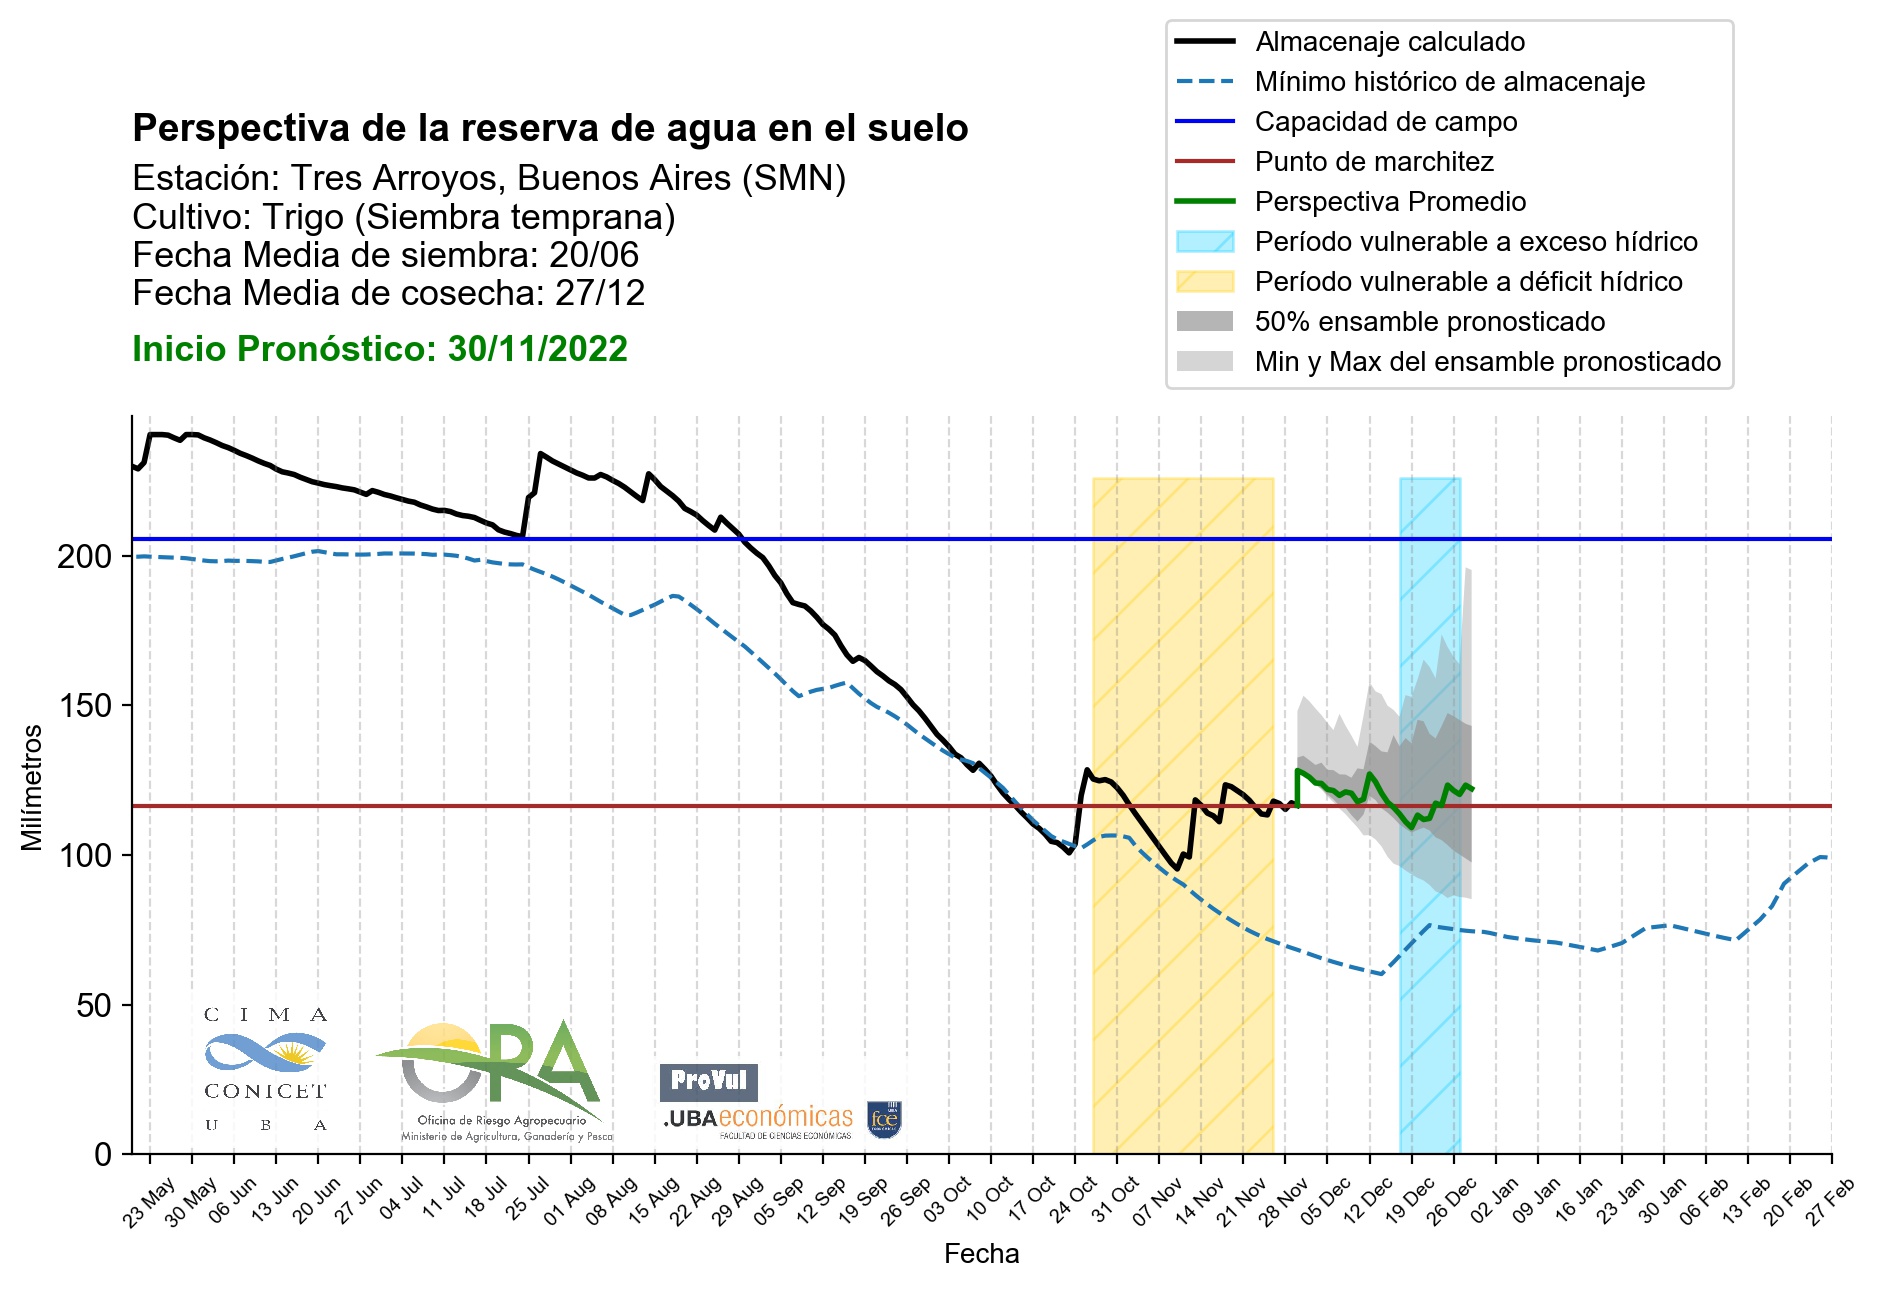 Almacenaje calculado
Mínimo histórico de almacenaje
Capacidad de campo
Punto de marchitez
Perspectiva Promedio
Período vulnerable a exceso hídrico
Período vulnerable a déficit hídrico
50% ensamble pronosticado
Min y Max del ensamble pronosticado
Perspectiva de la reserva de agua en el suelo
Estación: Tres Arroyos, Buenos Aires (SMN)
Cultivo: Trigo (Siembra temprana)
Fecha Media de siembra: 20/06
Fecha Media de cosecha: 27/12
Inicio Pronóstico: 30/11/2022
Milímetros
200
150
100
50
0
C I M A
CONICET
U B A
ORA
Oficina de Riesgo Agropecuario
Ministerio de Agricultura, Ganadería y Pesca
ProVul
.UBAeconómicas
FACULTAD DE CIENCIAS ECONÓMICAS
UBA
fce
ECONÓMICAS
23 May
30 May
06 Jun
13 Jun
20 Jun
27 Jun
04 Jul
11 Jul
18 Jul
25 Jul
01 Aug
08 Aug
15 Aug
22 Aug
29 Aug
05 Sep
12 Sep
19 Sep
26 Sep
03 Oct
10 Oct
17 Oct
24 Oct
31 Oct
07 Nov
14 Nov
21 Nov
28 Nov
05 Dec
12 Dec
19 Dec
26 Dec
02 Jan
09 Jan
16 Jan
23 Jan
30 Jan
06 Feb
13 Feb
20 Feb
27 Feb
Fecha